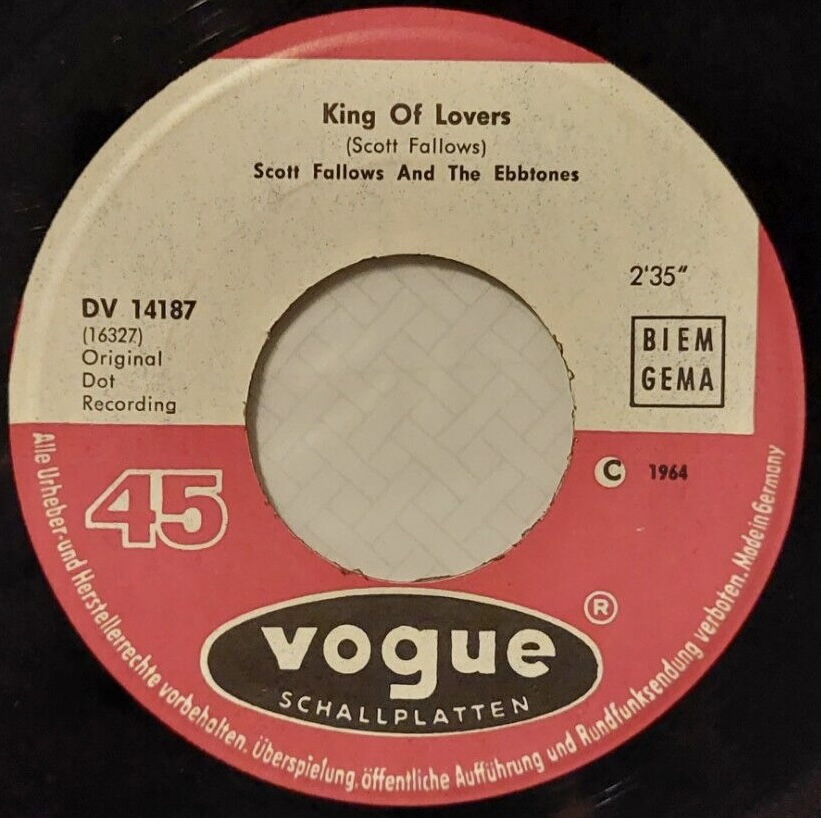 King Of Lovers
(Scott Fallows)
Scott Fallows And The Ebbtones
2'35"
DV 14187
(16327)
Original
Dot
Recording
BIEM
GEMA
45
C 1964
vogue ®
SCHALLPLATTEN
Alle Urheber- und Herstellerrechte vorbehalten. Überspielung, öffentliche Aufführung und Rundfunksendung verboten. Made in Germany